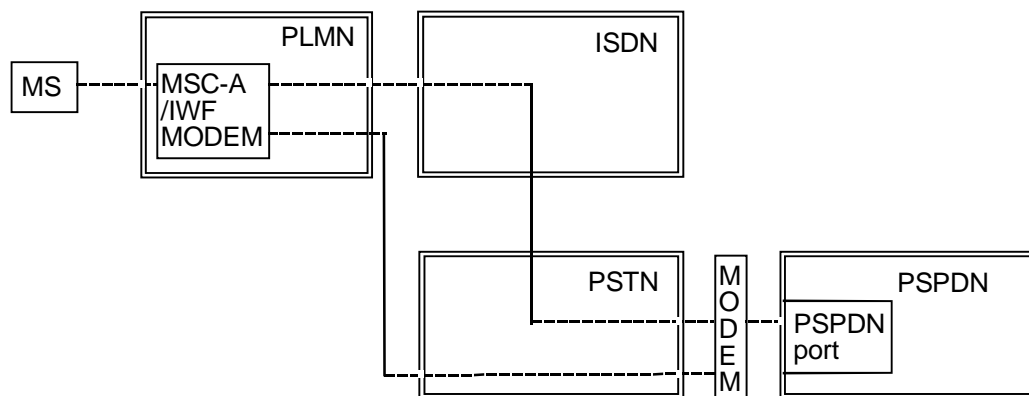 PLMN
ISDN
MS
MSC-A
/IWF
MODEM
PSTN
M
O
D
E
M
PSPDN
PSPDN
port